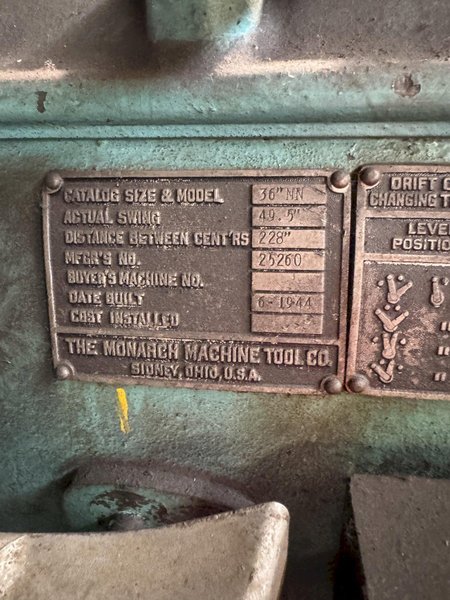 CATALOG SIZE & MODEL 36" NN
ACTUAL SWING 49.5"
DISTANCE BETWEEN CENT'RS 228"
MFGR'S NO. 25260
BUYER'S MACHINE NO.
DATE BUILT 6-1944
COST INSTALLED
THE MONARCH MACHINE TOOL CO.
SIDNEY, OHIO, U.S.A.
DRIFT
CHANGING
LEVE
POSITIO
"
"
"